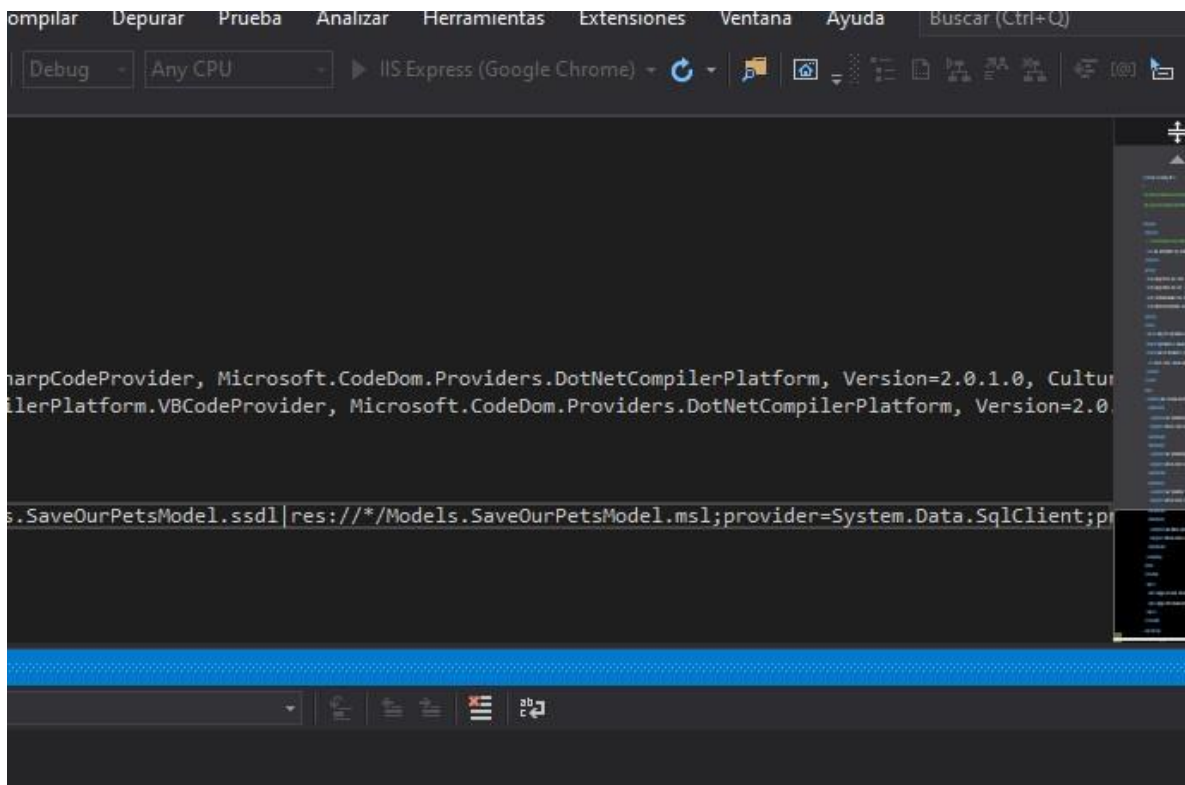 ompilar Depurar Prueba Analizar Herramientas Extensiones Ventana Ayuda Buscar (Ctrl+Q)
Debug Any CPU IIS Express (Google Chrome)
harpCodeProvider, Microsoft.CodeDom.Providers.DotNetCompilerPlatform, Version=2.0.1.0, Cultur
ilerPlatform.VBCodeProvider, Microsoft.CodeDom.Providers.DotNetCompilerPlatform, Version=2.0.
s.SaveOurPetsModel.ssdl|res://*/Models.SaveOurPetsModel.msl;provider=System.Data.SqlClient;pr